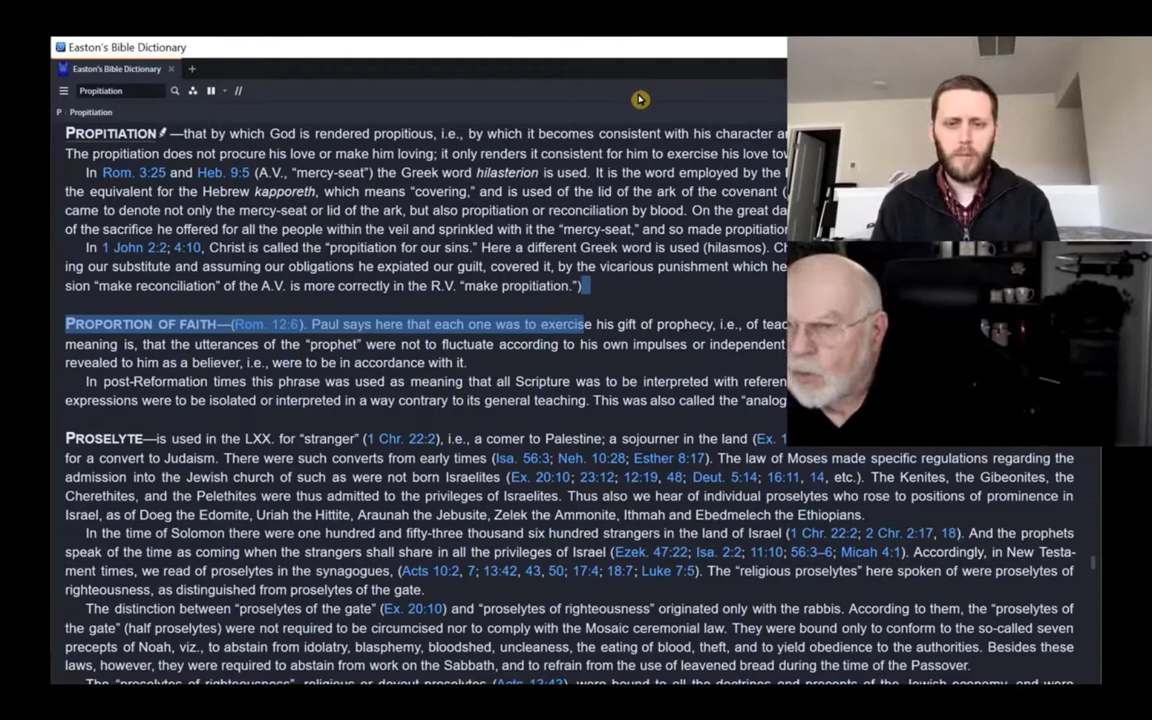 Easton's Bible Dictionary
Easton's Bible Dictionary
Propitiation
P › Propitiation
PROPITIATION—that by which God is rendered propitious, i.e., by which it becomes consistent with his character
The propitiation does not procure his love or make him loving; it only renders it consistent for him to exercise his love
In Rom. 3:25 and Heb. 9:5 (A.V., “mercy-seat”) the Greek word hilasterion is used. It is the word employed by the
the equivalent for the Hebrew kapporeth, which means “covering,” and is used of the lid of the ark of the covenant (
came to denote not only the mercy-seat or lid of the ark, but also propitiation or reconciliation by blood. On the great
of the sacrifice he offered for all the people within the veil and sprinkled with it the “mercy-seat,” and so made propitiation
In 1 John 2:2; 4:10, Christ is called the “propitiation for our sins.” Here a different Greek word is used (hilasmos).
ing our substitute and assuming our obligations he expiated our guilt, covered it, by the vicarious punishment which he
sion “make reconciliation” of the A.V. is more correctly in the R.V. “make propitiation.”)
PROPORTION OF FAITH—(Rom. 12:6). Paul says here that each one was to exercise his gift of prophecy, i.e., of
meaning is, that the utterances of the “prophet” were not to fluctuate according to his own impulses or independent
revealed to him as a believer, i.e., were to be in accordance with it.
In post-Reformation times this phrase was used as meaning that all Scripture was to be interpreted with
expressions were to be isolated or interpreted in a way contrary to its general teaching. This was also called the
PROSELYTE—is used in the LXX. for “stranger” (1 Chr. 22:2), i.e., a comer to Palestine; a sojourner in the land (Ex.
for a convert to Judaism. There were such converts from early times (Isa. 56:3; Neh. 10:28; Esther 8:17). The law of Moses made specific regulations regarding the
admission into the Jewish church of such as were not born Israelites (Ex. 20:10; 23:12; 12:19, 48; Deut. 5:14; 16:11, 14, etc.). The Kenites, the Gibeonites, the
Cherethites, and the Pelethites were thus admitted to the privileges of Israelites. Thus also we hear of individual proselytes who rose to positions of prominence in
Israel, as of Doeg the Edomite, Uriah the Hittite, Araunah the Jebusite, Zelek the Ammonite, Ithmah and Ebedmelech the Ethiopians.
In the time of Solomon there were one hundred and fifty-three thousand six hundred strangers in the land of Israel (1 Chr. 22:2; 2 Chr. 2:17, 18). And the prophets
speak of the time as coming when the strangers shall share in all the privileges of Israel (Ezek. 47:22; Isa. 2:2; 11:10; 56:3–6; Micah 4:1). Accordingly, in New Testa-
ment times, we read of proselytes in the synagogues, (Acts 10:2, 7; 13:42, 43, 50; 17:4; 18:7; Luke 7:5). The “religious proselytes” here spoken of were proselytes of
righteousness, as distinguished from proselytes of the gate.
The distinction between “proselytes of the gate” (Ex. 20:10) and “proselytes of righteousness” originated only with the rabbis. According to them, the “proselytes of
the gate” (half proselytes) were not required to be circumcised nor to comply with the Mosaic ceremonial law. They were bound only to conform to the so-called seven
precepts of Noah, viz., to abstain from idolatry, blasphemy, bloodshed, uncleanness, the eating of blood, theft, and to yield obedience to the authorities. Besides these
laws, however, they were required to abstain from work on the Sabbath, and to refrain from the use of leavened bread during the time of the Passover.
The “proselytes of righteousness”, religious or devout proselytes (Acts 13:43), were bound to all the doctrines and precepts of the Jewish economy, and were